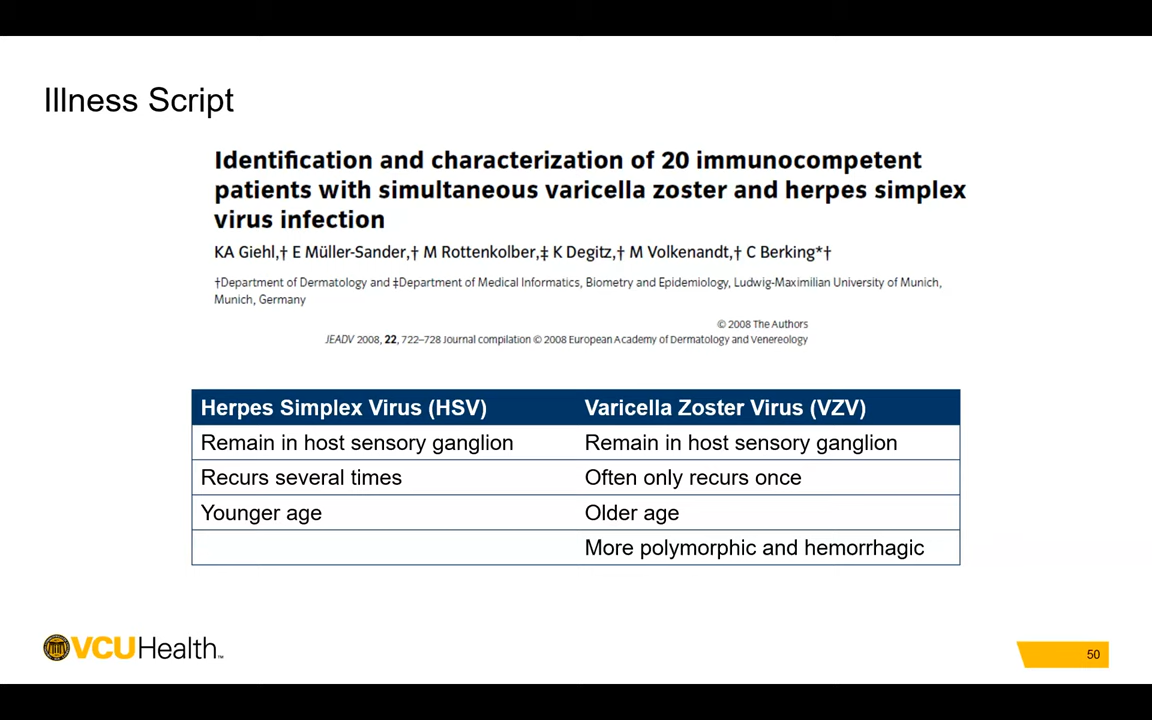 Illness Script
Identification and characterization of 20 immunocompetent
patients with simultaneous varicella zoster and herpes simplex
virus infection
KA Giehl,† E Müller-Sander,† M Rottenkolber,‡ K Degitz,† M Volkenandt,† C Berking*†
†Department of Dermatology and ‡Department of Medical Informatics, Biometry and Epidemiology, Ludwig-Maximilian University of Munich,
Munich, Germany
© 2008 The Authors
JEADV 2008, 22, 722–728 Journal compilation © 2008 European Academy of Dermatology and Venereology
Herpes Simplex Virus (HSV) Varicella Zoster Virus (VZV)
Remain in host sensory ganglion Remain in host sensory ganglion
Recurs several times Often only recurs once
Younger age Older age
More polymorphic and hemorrhagic
VCUHealth™
50